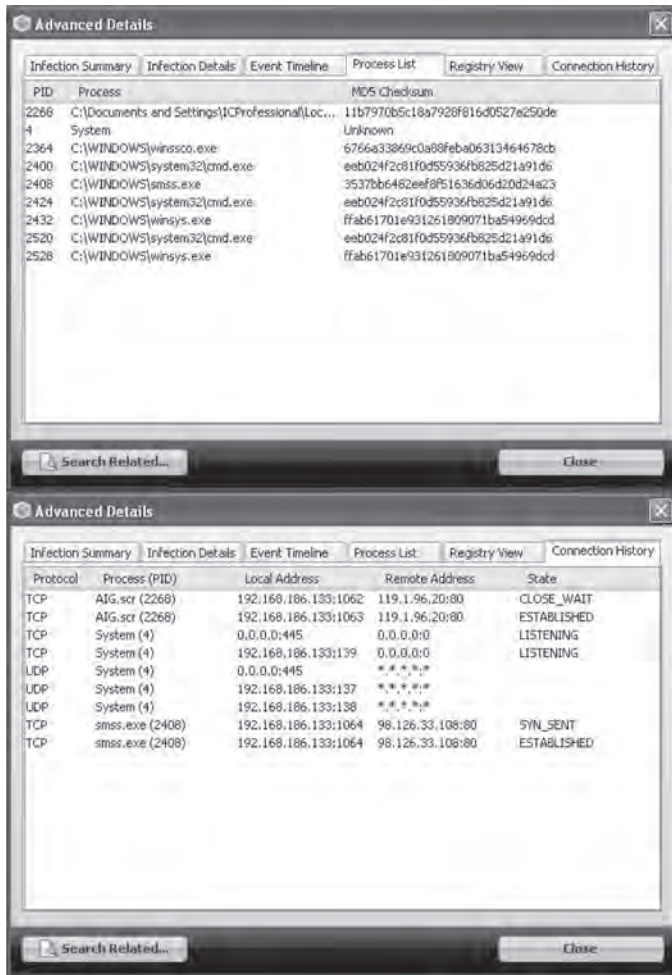 Advanced Details
Infection Summary Infection Details Event Timeline Process List Registry View Connection History
PID Process MD5 Checksum
2268 C:\Documents and Settings\ICProfessional\Loc... 11b7970b5c18a7928f816d0527e250de
4 System Unknown
2364 C:\WINDOWS\winssco.exe 6766a33869c0a88feba06313464678cb
2400 C:\WINDOWS\system32\cmd.exe eeb024f2c81f0d55936fb825d21a91d6
2408 C:\WINDOWS\smss.exe 3537bb6482eef8f51636d06d20d24a23
2424 C:\WINDOWS\system32\cmd.exe eeb024f2c81f0d55936fb825d21a91d6
2432 C:\WINDOWS\winsys.exe ffab61701e931261809071ba54969dcd
2520 C:\WINDOWS\system32\cmd.exe eeb024f2c81f0d55936fb825d21a91d6
2528 C:\WINDOWS\winsys.exe ffab61701e931261809071ba54969dcd
Search Related... Close
Advanced Details
Infection Summary Infection Details Event Timeline Process List Registry View Connection History
Protocol Process (PID) Local Address Remote Address State
TCP AIG.scr (2268) 192.168.186.133:1062 119.1.96.20:80 CLOSE_WAIT
TCP AIG.scr (2268) 192.168.186.133:1063 119.1.96.20:80 ESTABLISHED
TCP System (4) 0.0.0.0:445 0.0.0.0:0 LISTENING
TCP System (4) 192.168.186.133:139 0.0.0.0:0 LISTENING
UDP System (4) 0.0.0.0:445 *.*.*.*:*
UDP System (4) 192.168.186.133:137 *.*.*.*:*
UDP System (4) 192.168.186.133:138 *.*.*.*:*
TCP smss.exe (2408) 192.168.186.133:1064 98.126.33.108:80 SYN_SENT
TCP smss.exe (2408) 192.168.186.133:1064 98.126.33.108:80 ESTABLISHED
Search Related... Close